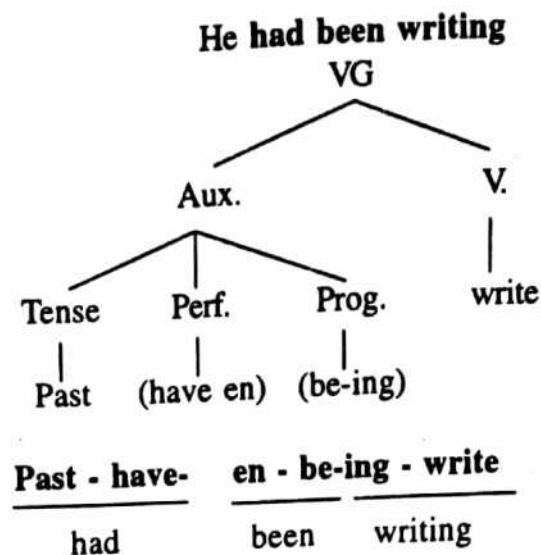 He had been writing
VG
Aux. V.
Tense Perf. Prog. write
Past (have en) (be-ing)
Past - have- en - be-ing - write
had been writing